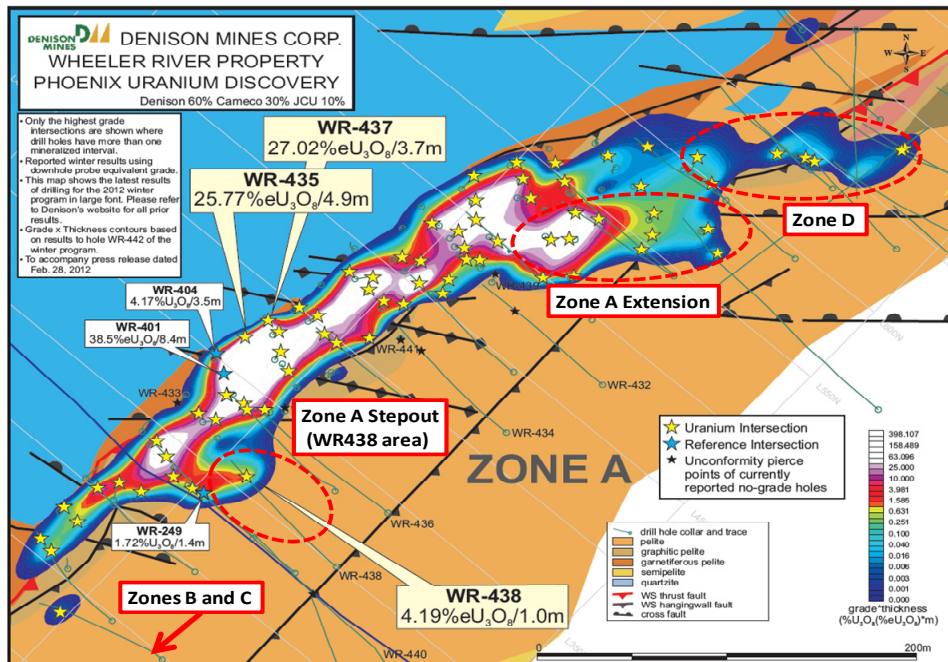 DENISON
MINES
DENISON MINES CORP.
WHEELER RIVER PROPERTY
PHOENIX URANIUM DISCOVERY
Denison 60% Cameco 30% JCU 10%
• Only the highest grade
intersections are shown where
drill holes have more than one
mineralized interval.
• Reported winter results using
downhole probe equivalent grade.
• This map shows the latest results
of drilling for the 2012 winter
program in large font. Please refer
to Denison's website for all prior
results.
• Grade x Thickness contours based
on results to hole WR-442 of the
winter program.
• To accompany press release dated
Feb. 28, 2012
WR-437
27.02%eU₃O₈/3.7m
WR-435
25.77%eU₃O₈/4.9m
WR-404
4.17%U₃O₈/3.5m
WR-401
38.5%eU₃O₈/8.4m
N
W
E
S
Zone D
Zone A Extension
WR-439
WR-441
WR-433
WR-432
WR-434
WR-436
WR-438
WR-440
L600N
L550N
Zone A Stepout
(WR438 area)
ZONE A
WR-249
1.72%U₃O₈/1.4m
WR-438
4.19%eU₃O₈/1.0m
Zones B and C
Uranium Intersection
Reference Intersection
Unconformity pierce
points of currently
reported no-grade holes
drill hole collar and trace
pelite
graphitic pelite
garnetiferous pelite
semipelite
quartzite
WS thrust fault
WS hangingwall fault
cross fault
398.107
158.489
63.096
25.000
10.000
3.981
1.585
0.631
0.251
0.100
0.040
0.016
0.006
0.003
0.001
0.000
grade*thickness
(%U₃O₈(%eU₃O₈)*m)
0
200m